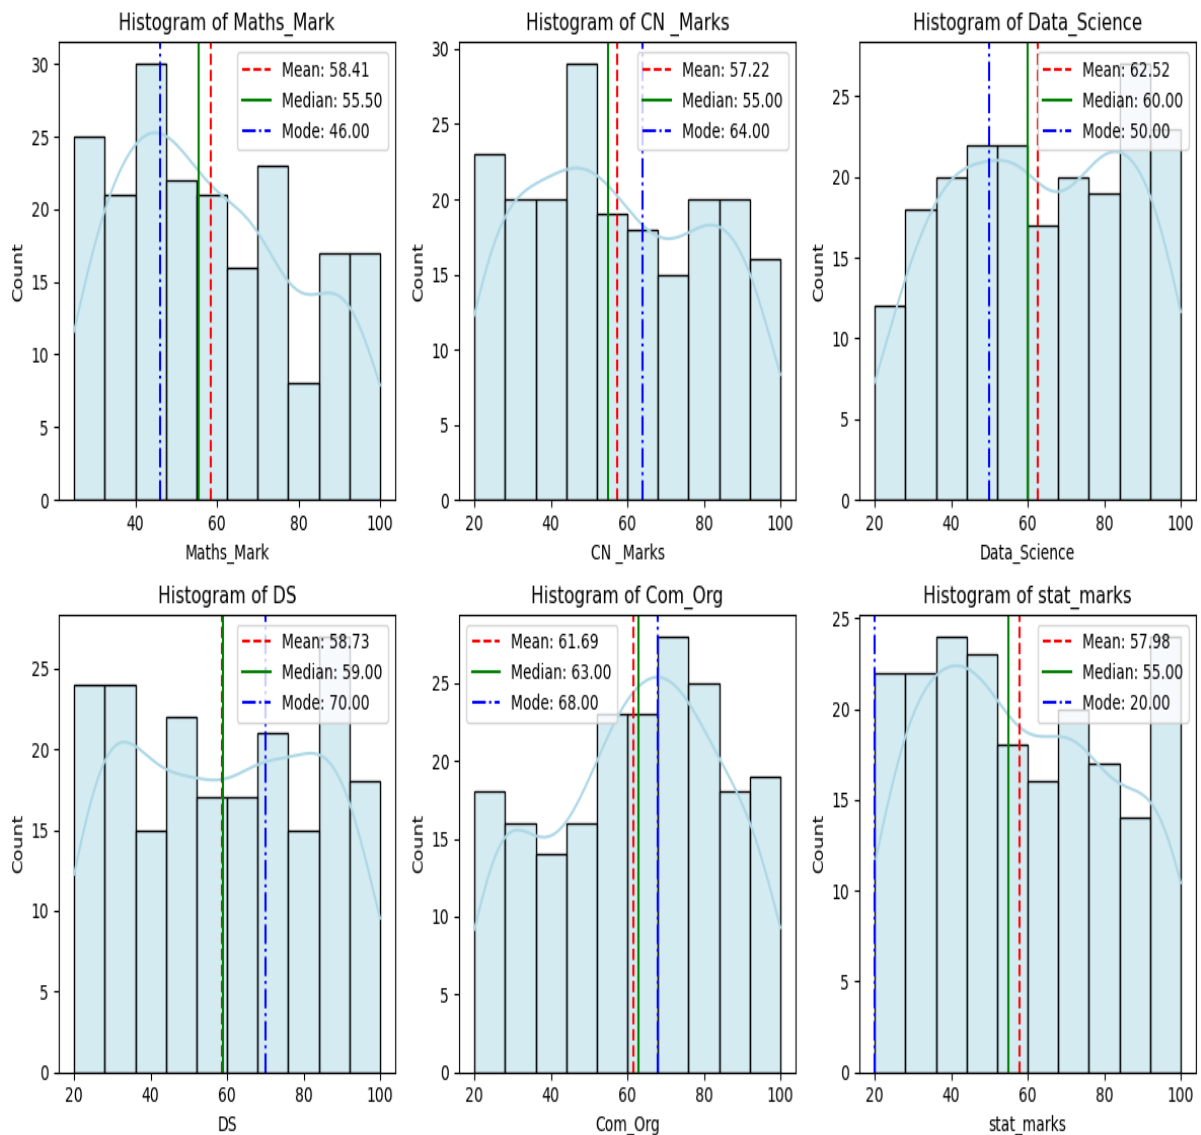 Histogram of Maths_Mark
Mean: 58.41
Median: 55.50
Mode: 46.00
30
25
20
15
10
5
0
Count
40
60
80
100
Maths_Mark
Histogram of CN _Marks
Mean: 57.22
Median: 55.00
Mode: 64.00
30
25
20
15
10
5
0
Count
20
40
60
80
100
CN _Marks
Histogram of Data_Science
Mean: 62.52
Median: 60.00
Mode: 50.00
25
20
15
10
5
0
Count
20
40
60
80
100
Data_Science
Histogram of DS
Mean: 58.73
Median: 59.00
Mode: 70.00
25
20
15
10
5
0
Count
20
40
60
80
100
DS
Histogram of Com_Org
Mean: 61.69
Median: 63.00
Mode: 68.00
25
20
15
10
5
0
Count
20
40
60
80
100
Com_Org
Histogram of stat_marks
Mean: 57.98
Median: 55.00
Mode: 20.00
25
20
15
10
5
0
Count
20
40
60
80
100
stat_marks